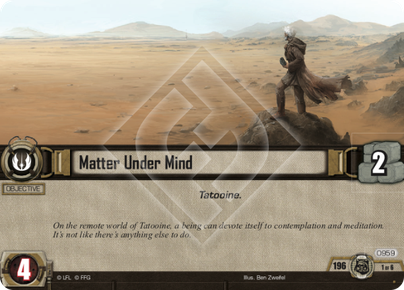 Matter Under Mind
2
OBJECTIVE
Tatooine.
On the remote world of Tatooine, a being can devote itself to contemplation and meditation.
It's not like there's anything else to do.
0959
4
© LFL © FFG
Illus. Ben Zweifel
196
1 of 6